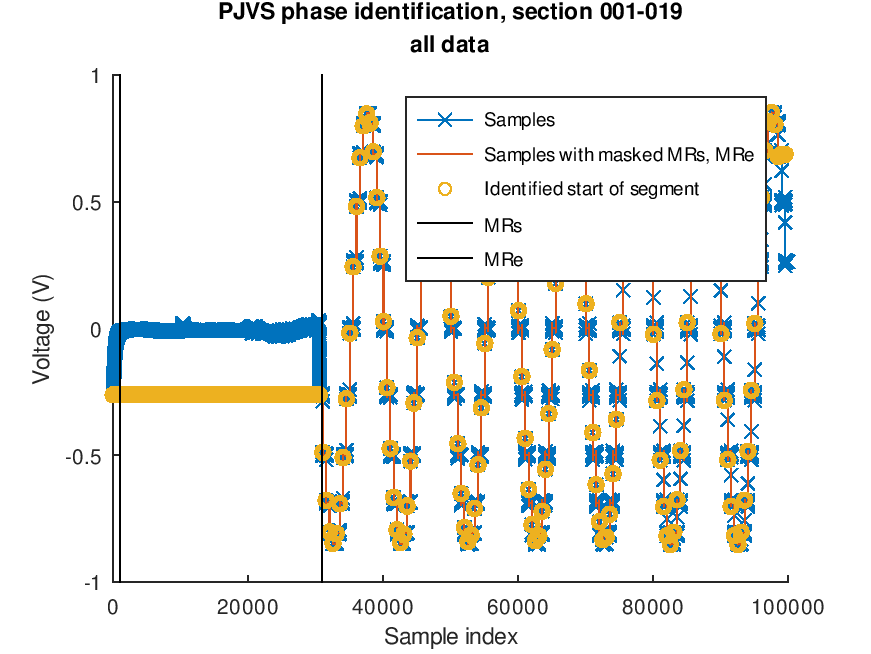 PJVS phase identification, section 001-019
all data
1
0.5
0
-0.5
-1
Voltage (V)
Samples
Samples with masked MRs, MRe
Identified start of segment
MRs
MRe
0
20000
40000
60000
80000
100000
Sample index